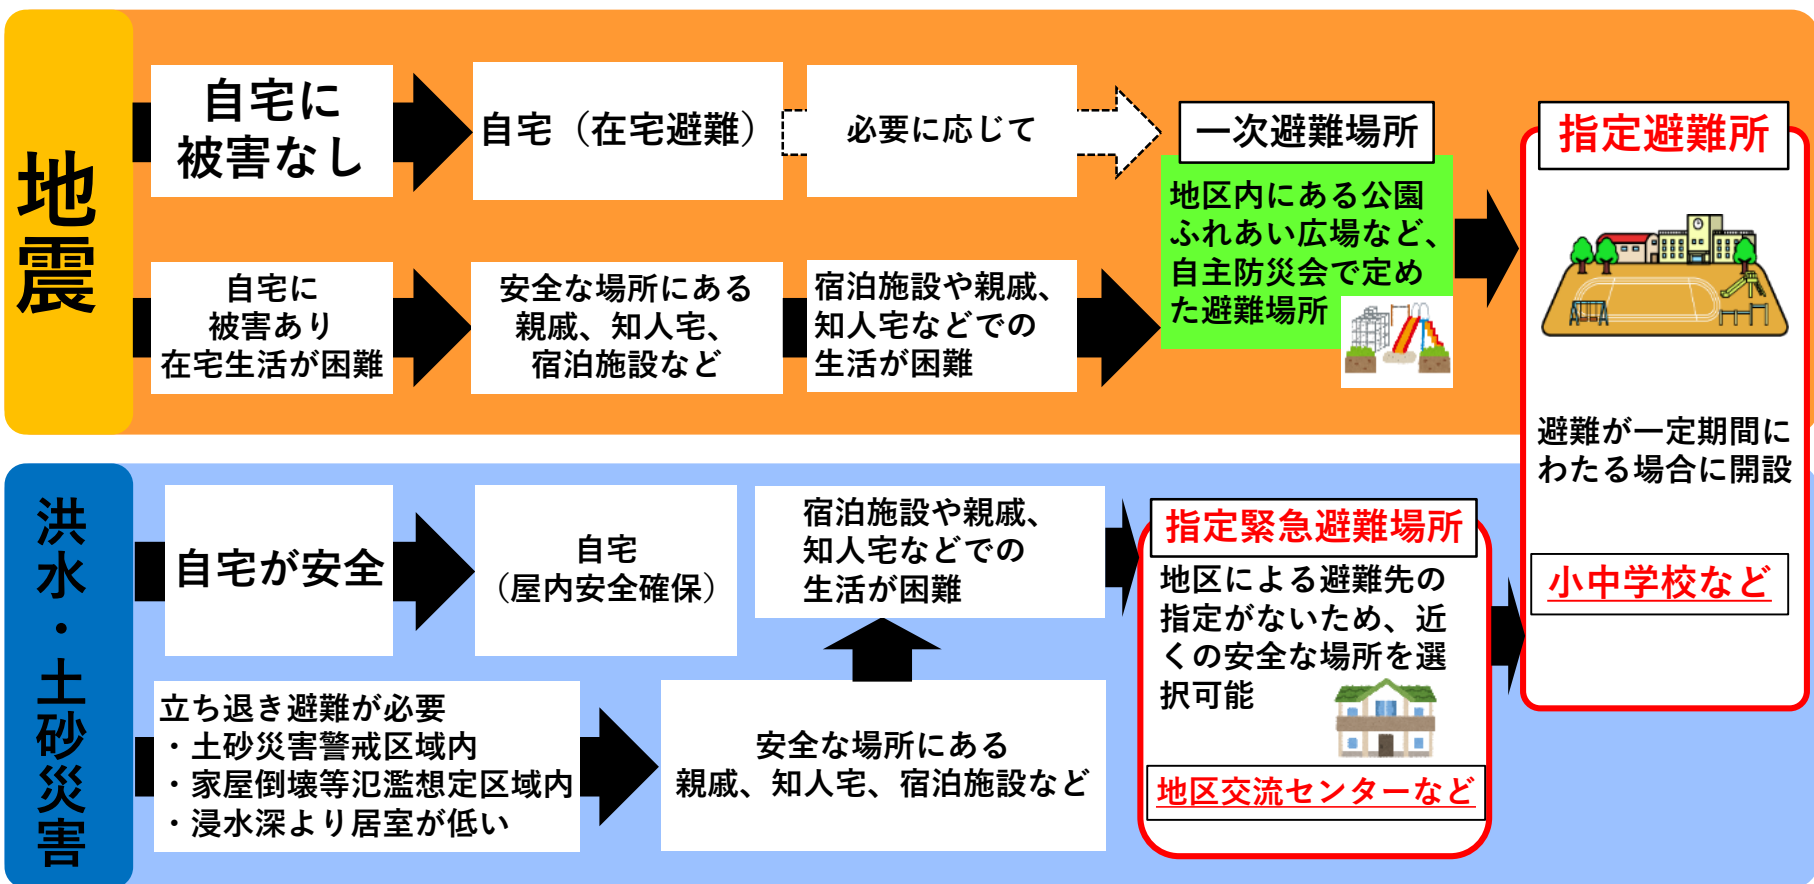 地震
自宅に
被害なし
自宅（在宅避難）
必要に応じて
一次避難場所
地区内にある公園
ふれあい広場など、
自主防災会で定め
た避難場所
自宅に
被害あり
在宅生活が困難
安全な場所にある
親戚、知人宅、
宿泊施設など
宿泊施設や親戚、
知人宅などでの
生活が困難
指定避難所
避難が一定期間に
わたる場合に開設
小中学校など
洪水・土砂災害
自宅が安全
自宅
（屋内安全確保）
宿泊施設や親戚、
知人宅などでの
生活が困難
立ち退き避難が必要
・土砂災害警戒区域内
・家屋倒壊等氾濫想定区域内
・浸水深より居室が低い
安全な場所にある
親戚、知人宅、宿泊施設など
指定緊急避難場所
地区による避難先の
指定がないため、近
くの安全な場所を選
択可能
地区交流センターなど